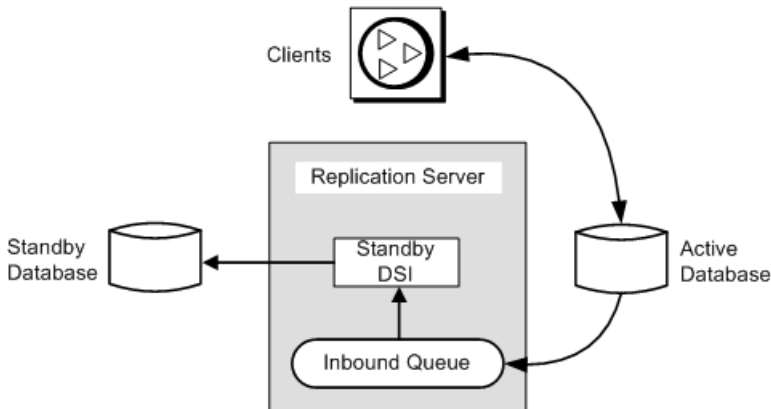 Clients
Replication Server
Standby
Database
Standby
DSI
Active
Database
Inbound Queue